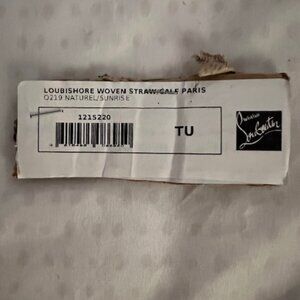 LOUBISHORE WOVEN STRAW/CALF PARIS
O219 NATUREL/SUNRISE
1215220
TU
Christian
Louboutin